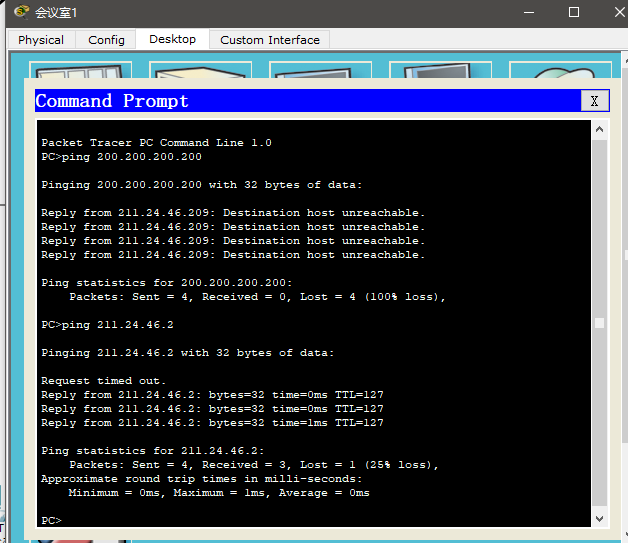 会议室1
Physical
Config
Desktop
Custom Interface
Command Prompt
X
Packet Tracer PC Command Line 1.0
PC>ping 200.200.200.200
Pinging 200.200.200.200 with 32 bytes of data:
Reply from 211.24.46.209: Destination host unreachable.
Reply from 211.24.46.209: Destination host unreachable.
Reply from 211.24.46.209: Destination host unreachable.
Reply from 211.24.46.209: Destination host unreachable.
Ping statistics for 200.200.200.200:
Packets: Sent = 4, Received = 0, Lost = 4 (100% loss),
PC>ping 211.24.46.2
Pinging 211.24.46.2 with 32 bytes of data:
Request timed out.
Reply from 211.24.46.2: bytes=32 time=0ms TTL=127
Reply from 211.24.46.2: bytes=32 time=0ms TTL=127
Reply from 211.24.46.2: bytes=32 time=1ms TTL=127
Ping statistics for 211.24.46.2:
Packets: Sent = 4, Received = 3, Lost = 1 (25% loss),
Approximate round trip times in milli-seconds:
Minimum = 0ms, Maximum = 1ms, Average = 0ms
PC>